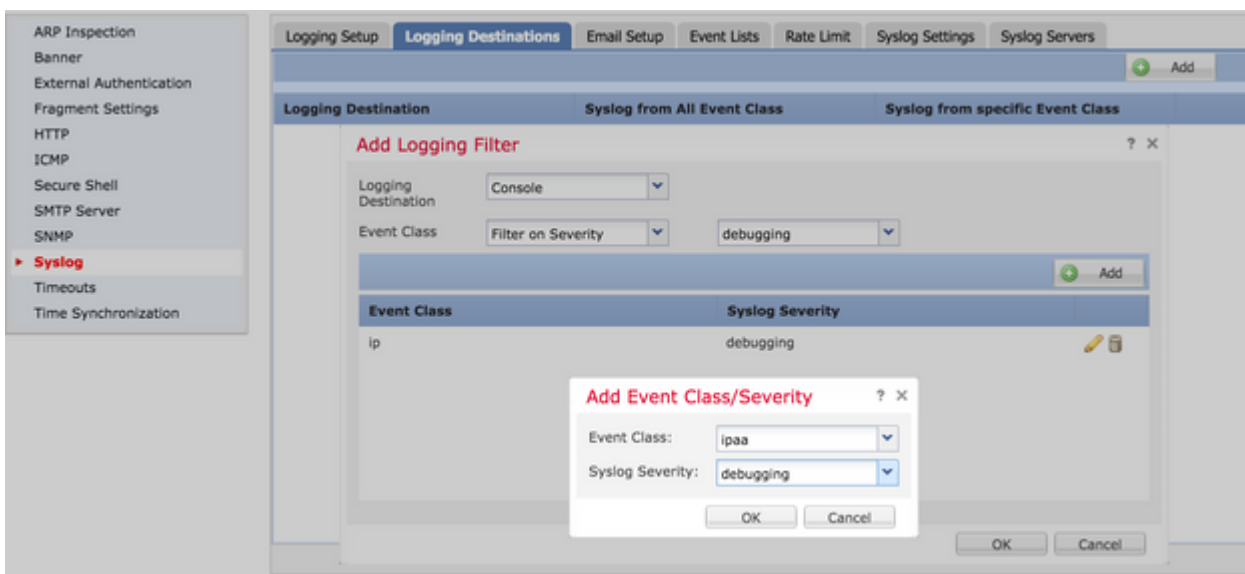 ARP Inspection
Banner
External Authentication
Fragment Settings
HTTP
ICMP
Secure Shell
SMTP Server
SNMP
Syslog
Timeouts
Time Synchronization
Logging Setup Logging Destinations Email Setup Event Lists Rate Limit Syslog Settings Syslog Servers
Add
Logging Destination Syslog from All Event Class Syslog from specific Event Class
Add Logging Filter ?
Logging
Destination Console
Event Class Filter on Severity debugging
Add
Event Class Syslog Severity
ip debugging
Add Event Class/Severity ?
Event Class: ipaa
Syslog Severity: debugging
OK Cancel
OK Cancel